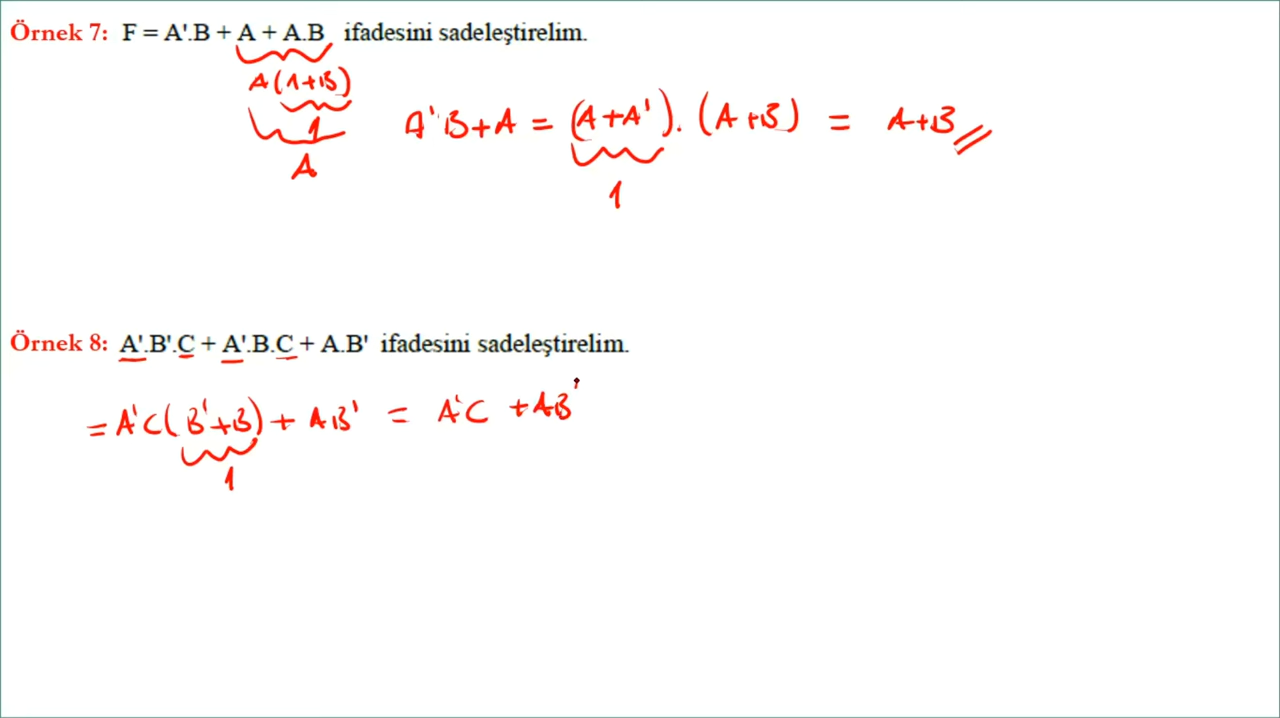 Örnek 7: F = A'.B + A + A.B ifadesini sadeleştirelim.
A(1+B)
1
A
A'B+A = (A+A').(A+B) = A+B
1
Örnek 8: A'.B'.C + A'.B.C + A.B' ifadesini sadeleştirelim.
= A'C(B'+B) + AB' = A'C + AB'
1